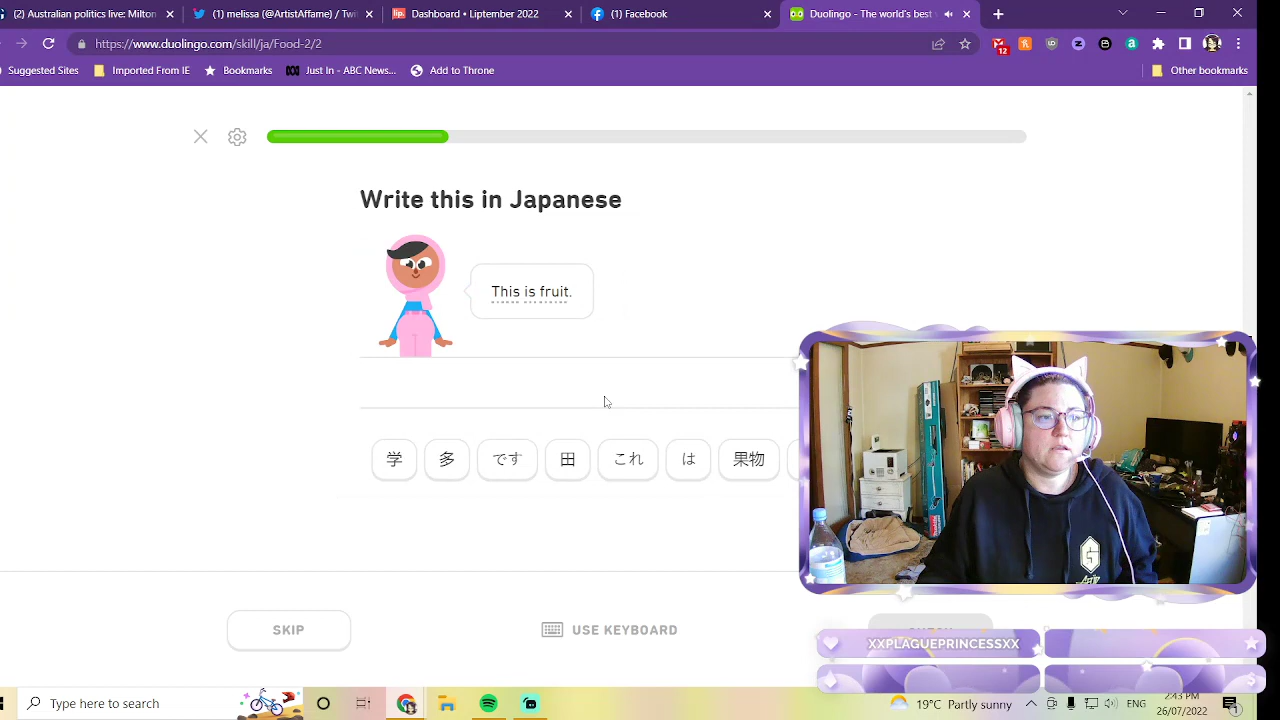 (2) Australian politics live: Milton
melissa (@ArtistAffame) / Twi
Dashboard • Liptember 2022
(1) Facebook
Duolingo - The world's best
https://www.duolingo.com/skill/ja/Food-2/2
12
Suggested Sites
Imported From IE
Bookmarks
Just In - ABC News...
Add to Throne
Other bookmarks
Write this in Japanese
This is fruit.
学 多 です 田 これ は 果物
SKIP
USE KEYBOARD
XXPLAGUEPRINCESSXX
Type here to search
19°C Partly sunny
ENG
2:43 PM
26/07/2022